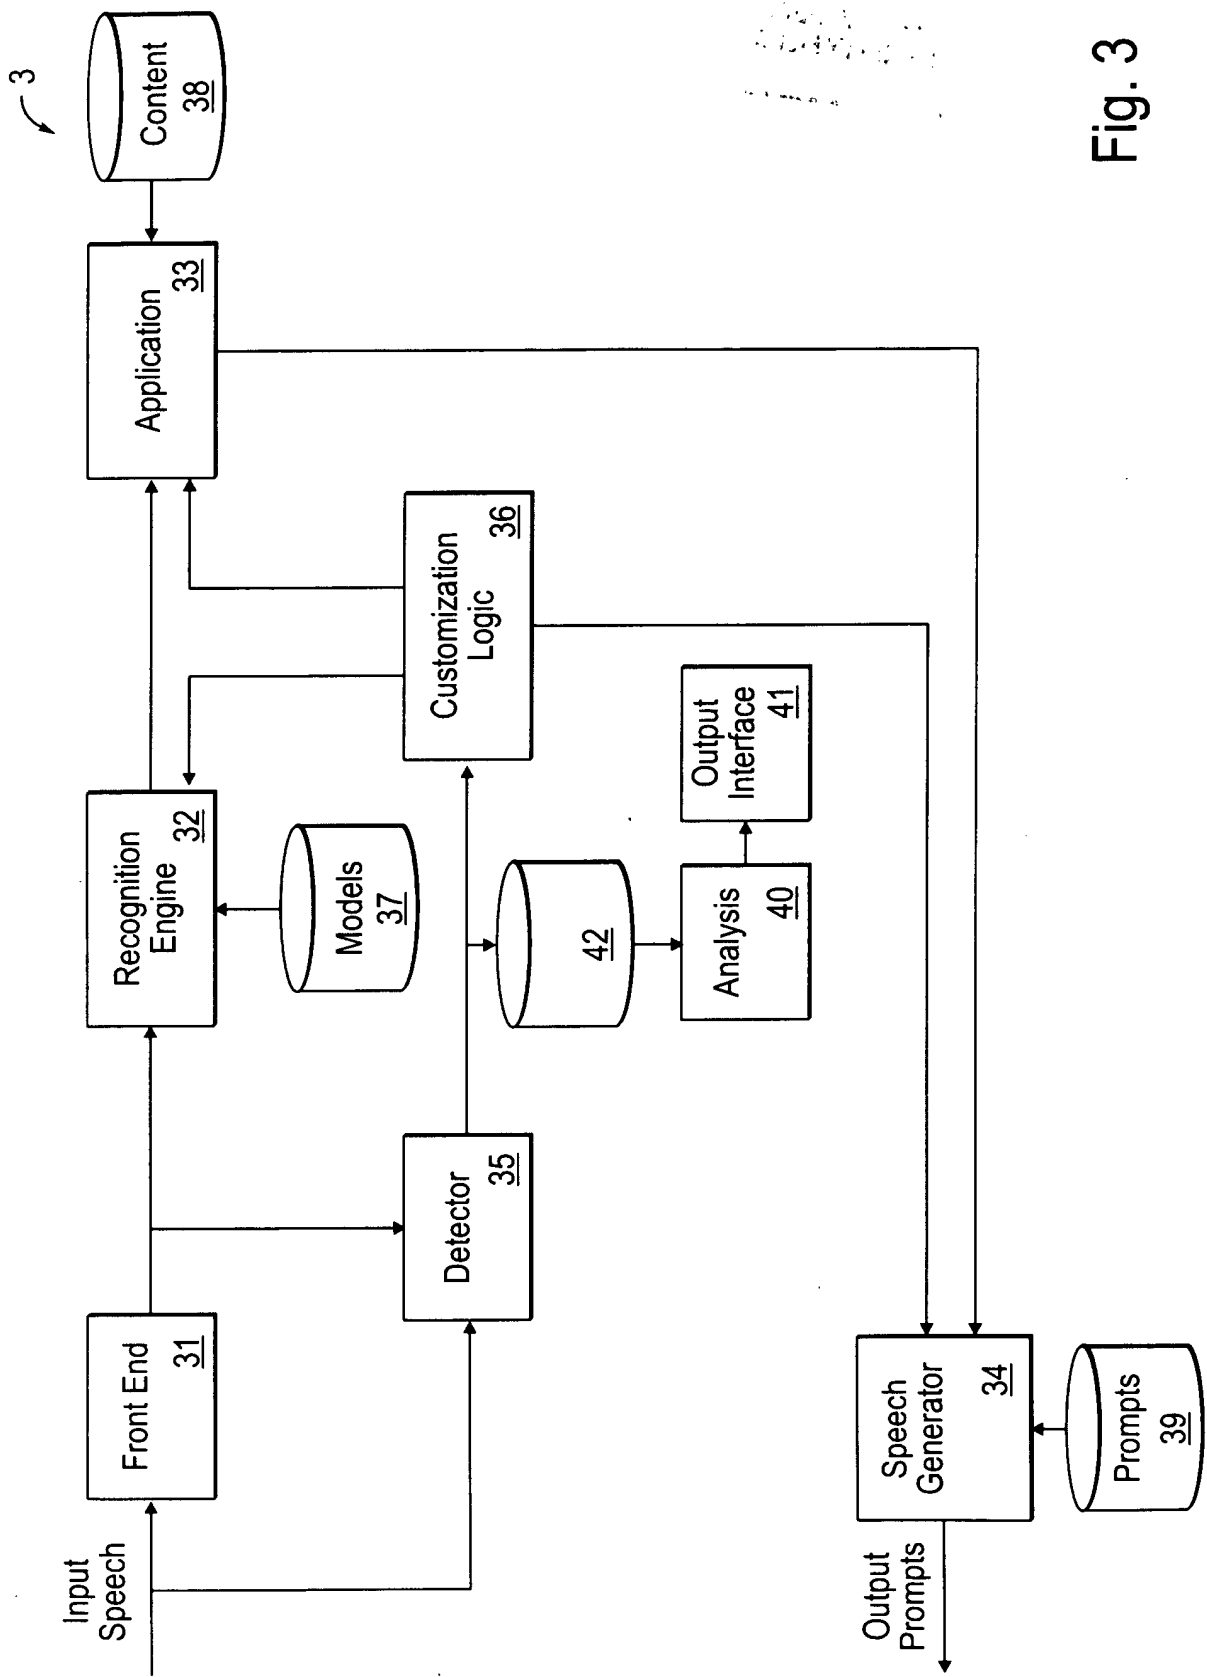 3
Input
Speech
Front End
31
Recognition
Engine
32
Application
33
Content
38
Models
37
Detector
35
Customization
Logic
36
42
Analysis
40
Output
Interface
41
Speech
Generator
34
Prompts
39
Output
Prompts
Fig. 3